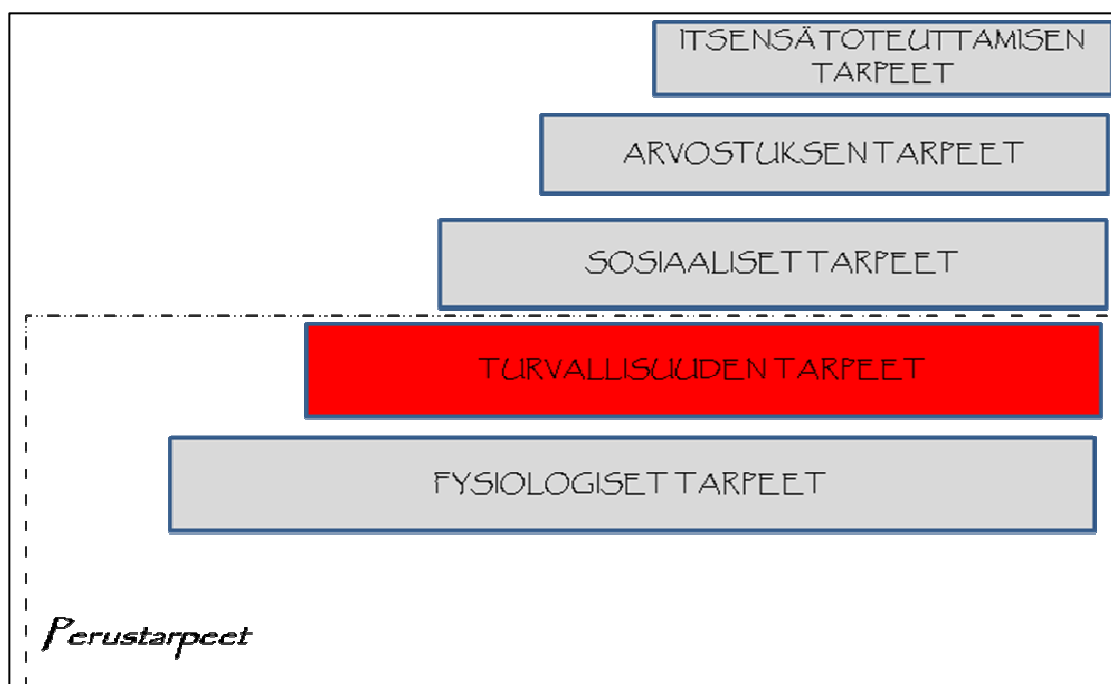 ITSENSÄTOTEUTTAMISEN
TARPEET
ARVOSTUKSEN TARPEET
SOSIAALISET TARPEET
TURVALLISUUDEN TARPEET
FYSIOLOGISET TARPEET
Perustarpeet